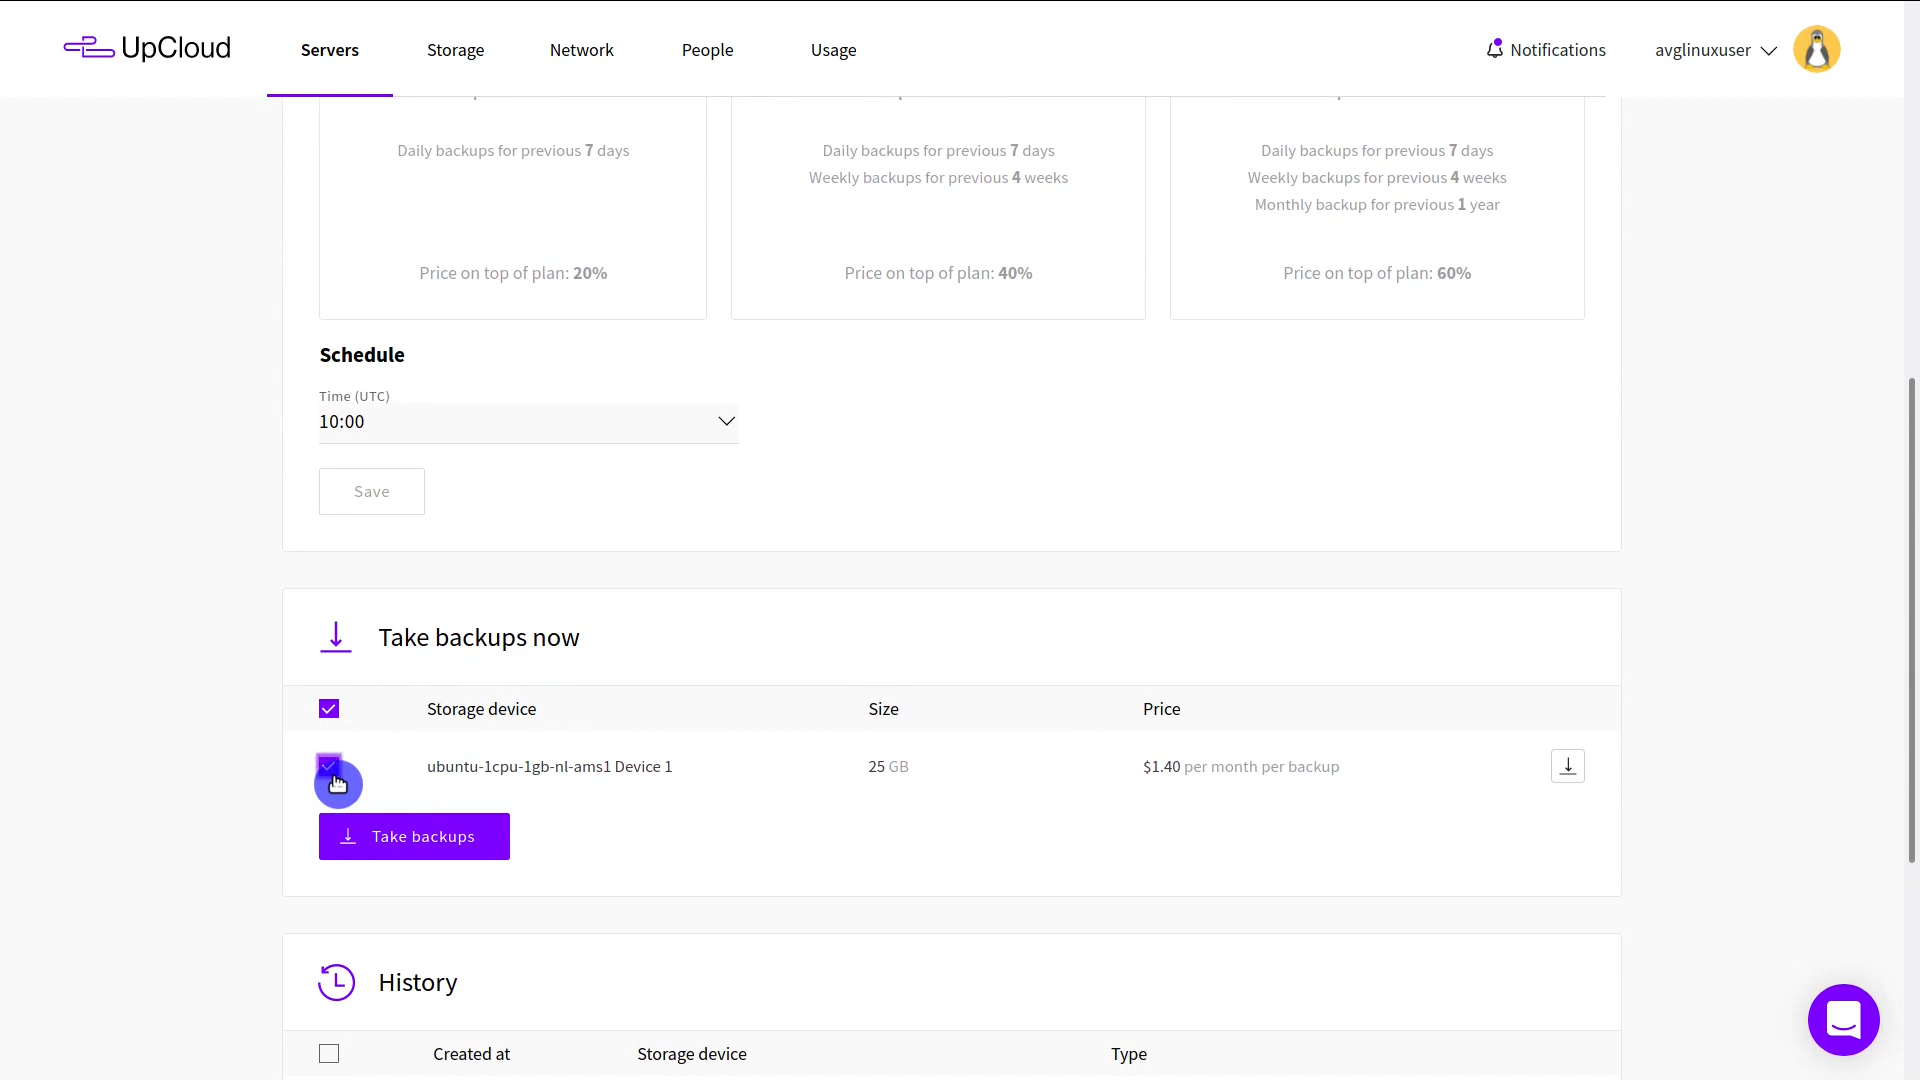 UpCloud
Servers
Storage
Network
People
Usage
Notifications
avglinuxuser
Daily backups for previous 7 days
Price on top of plan: 20%
Daily backups for previous 7 days
Weekly backups for previous 4 weeks
Price on top of plan: 40%
Daily backups for previous 7 days
Weekly backups for previous 4 weeks
Monthly backup for previous 1 year
Price on top of plan: 60%
Schedule
Time (UTC)
10:00
Save
Take backups now
Storage device Size Price
ubuntu-1cpu-1gb-nl-ams1 Device 1 25 GB $1.40 per month per backup
Take backups
History
Created at Storage device Type